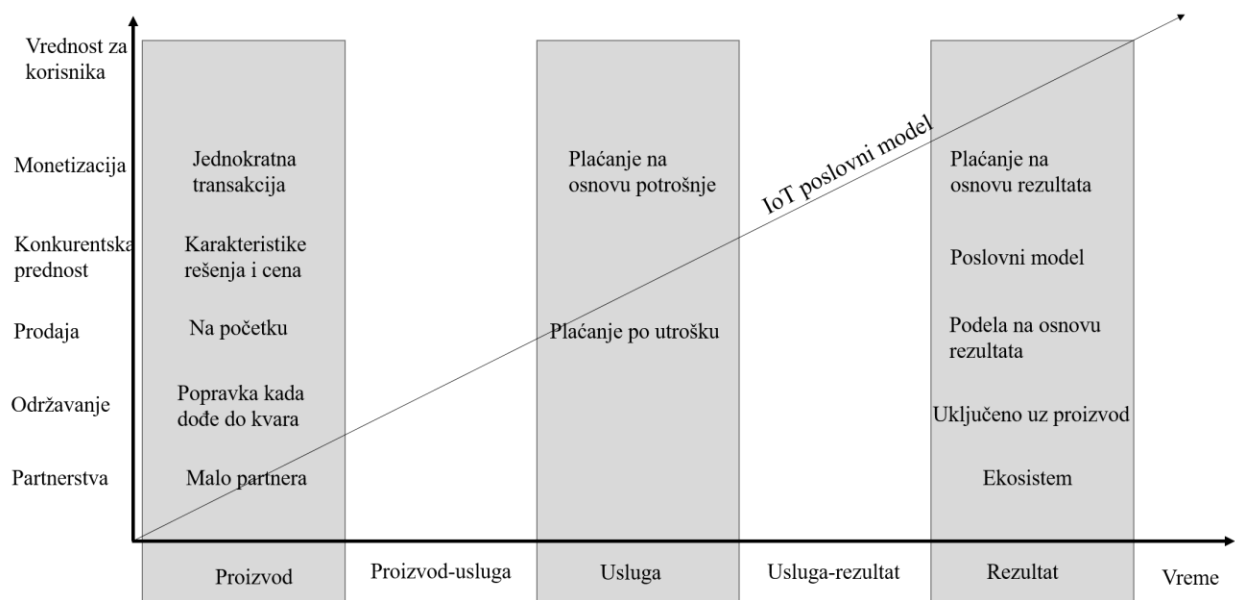 Vrednost za
korisnika
Monetizacija
Jednokratna
transakcija
Plaćanje na
osnovu potrošnje
IoT poslovni model
Plaćanje na
osnovu rezultata
Konkurentska
prednost
Karakteristike
rešenja i cena
Poslovni model
Prodaja
Na početku
Plaćanje po utrošku
Podela na osnovu
rezultata
Održavanje
Popravka kada
dođe do kvara
Uključeno uz proizvod
Partnerstva
Malo partnera
Ekosistem
Proizvod
Proizvod-usluga
Usluga
Usluga-rezultat
Rezultat
Vreme